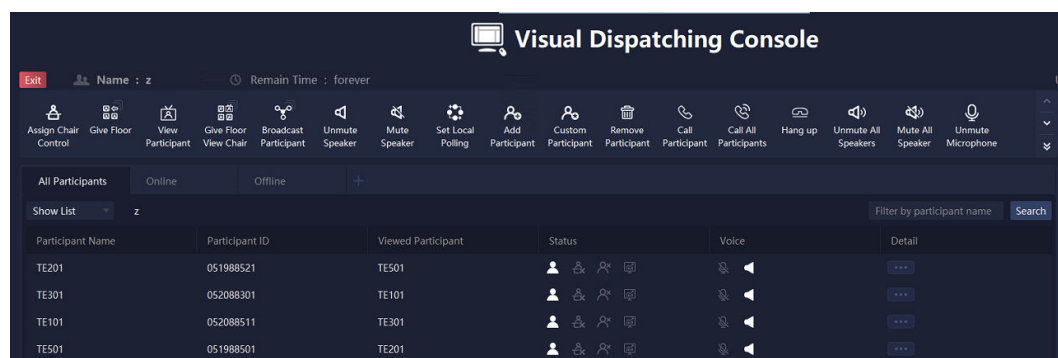 Visual Dispatching Console
Exit Name : z Remain Time : forever
Assign Chair Control Give Floor View Participant Give Floor View Chair Broadcast Participant Unmute Speaker Mute Speaker Set Local Polling Add Participant Custom Participant Remove Participant Call Participant Call All Participants Hang up Unmute All Speakers Mute All Speaker Unmute Microphone
All Participants Online Offline +
Show List z Filter by participant name Search
Participant Name Participant ID Viewed Participant Status Voice Detail
TE201 051988521 TE501 ...
TE301 052088301 TE101 ...
TE101 052088511 TE301 ...
TE501 051988501 TE201 ...